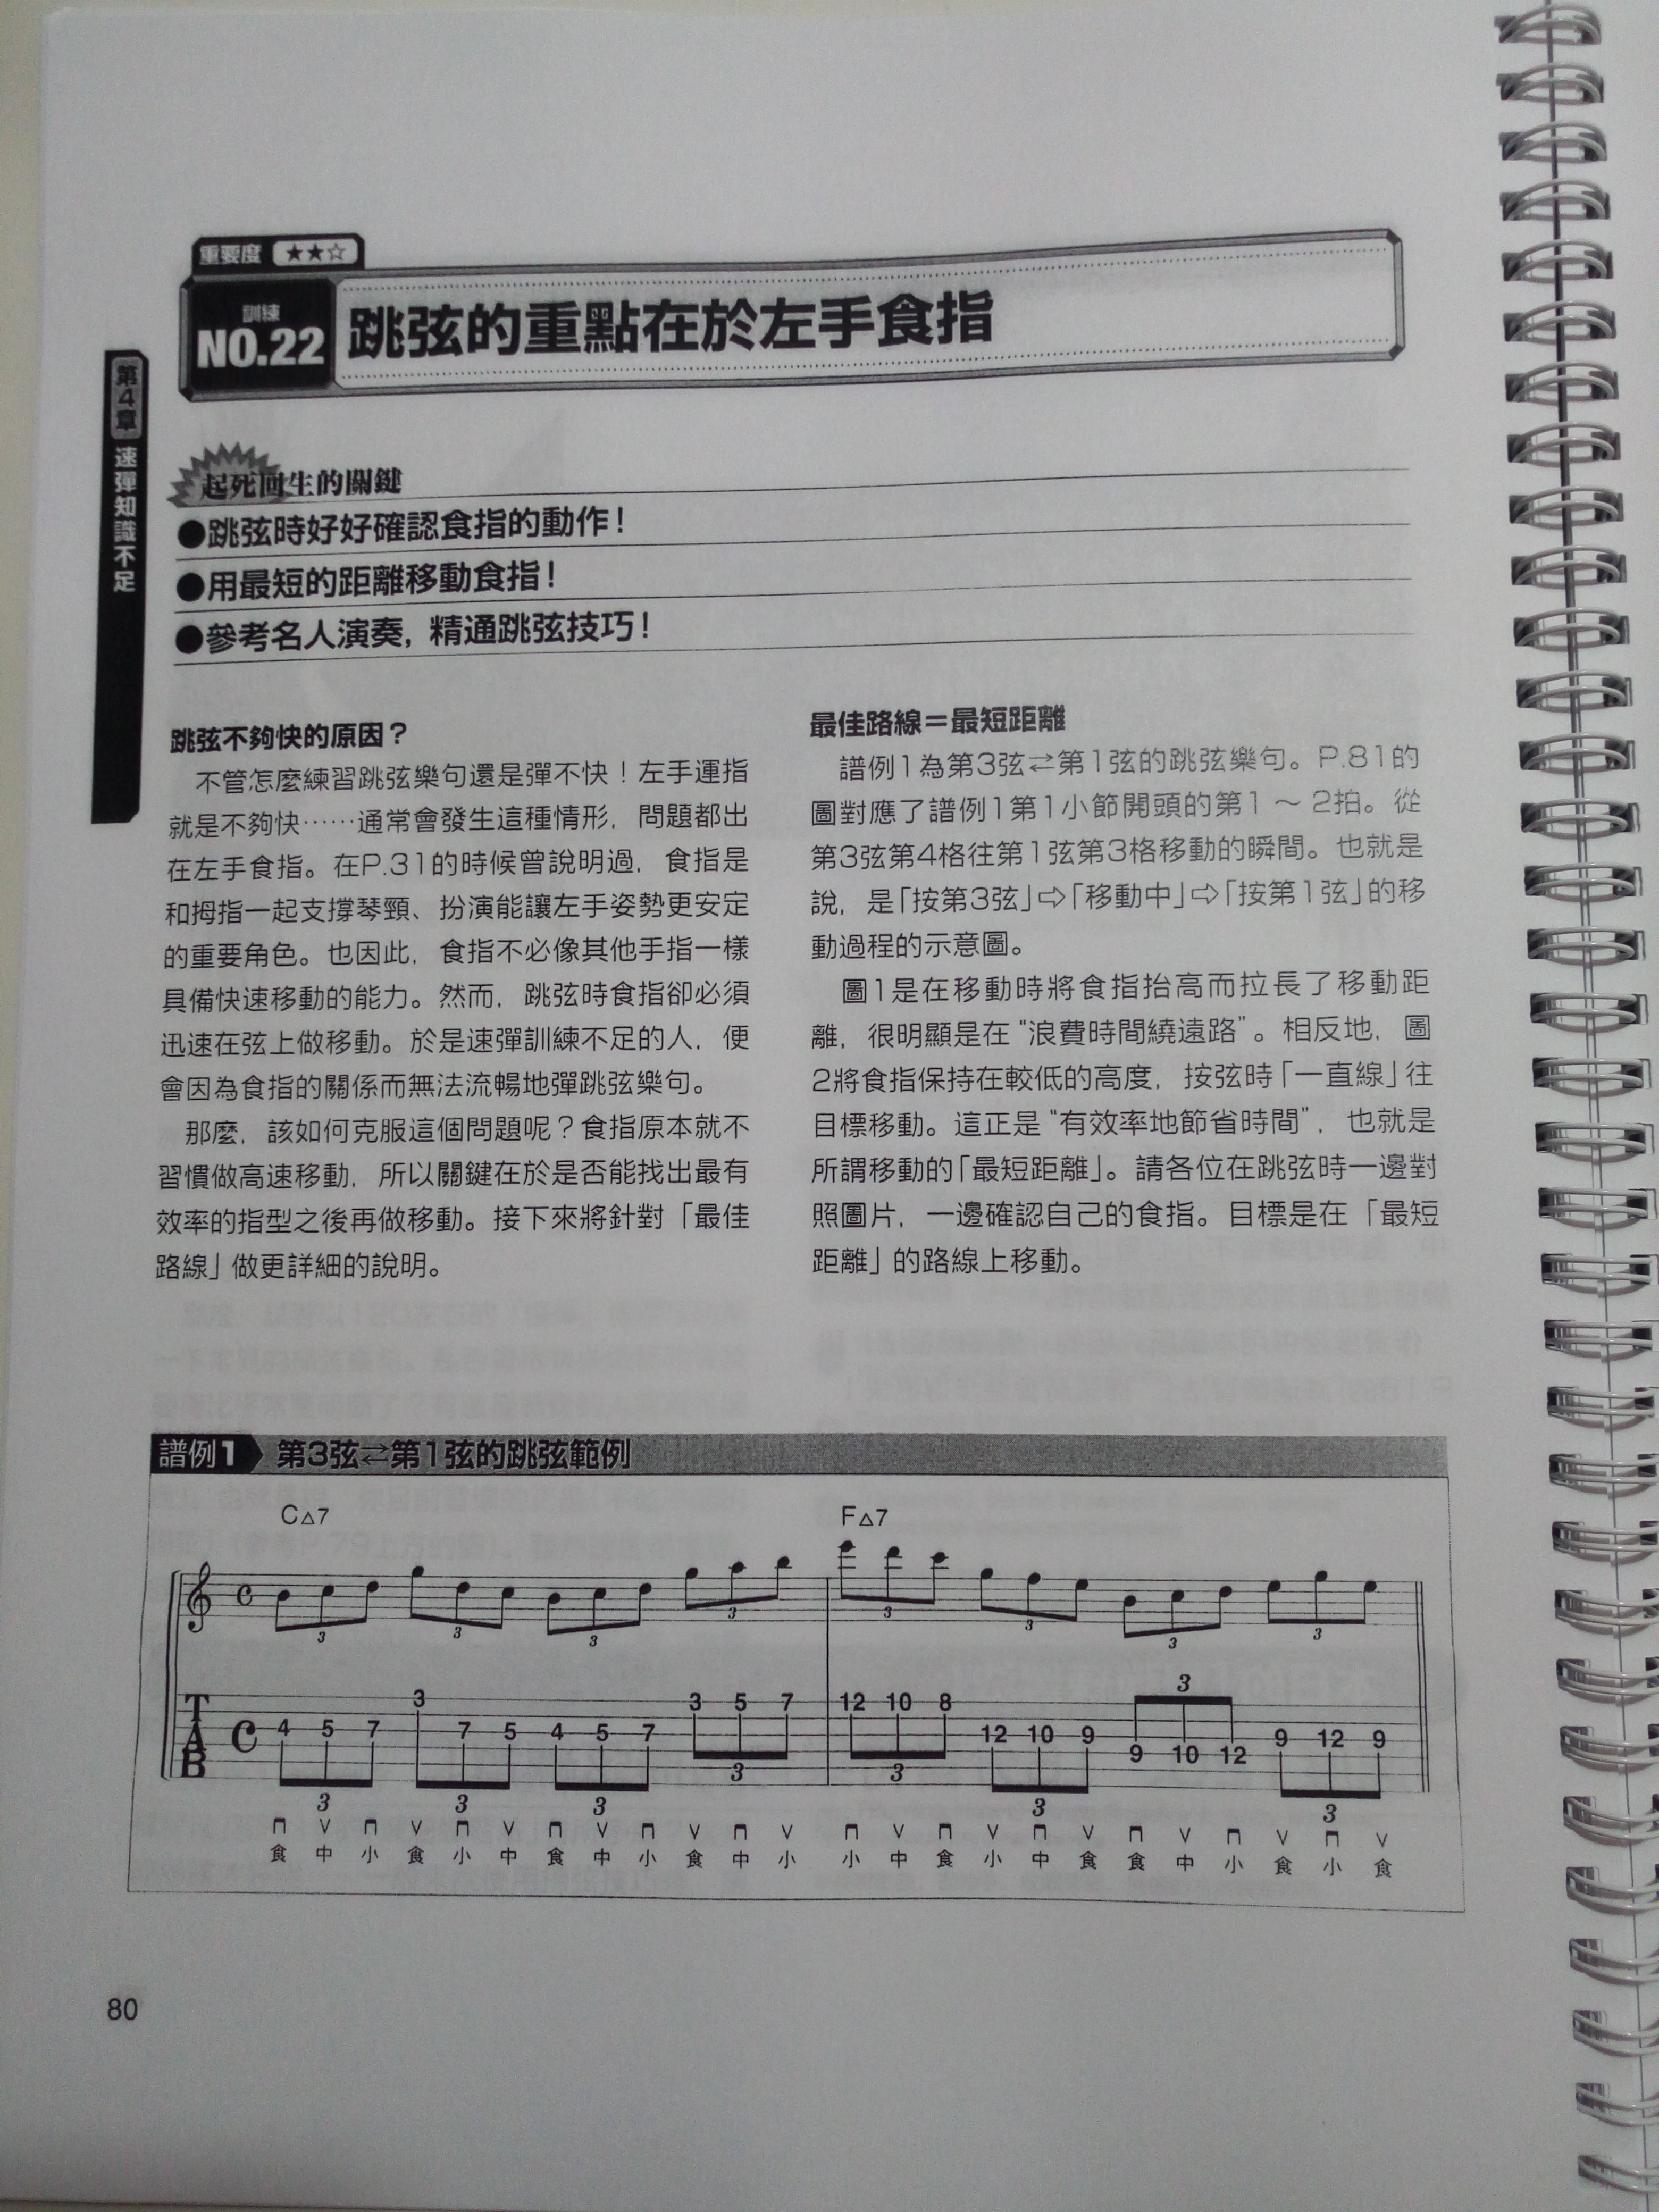 重要度 ★★☆
訓練
NO.22
跳弦的重點在於左手食指
第4章 速彈知識不足
起死回生的關鍵
●跳弦時好好確認食指的動作！
●用最短的距離移動食指！
●參考名人演奏，精通跳弦技巧！
跳弦不夠快的原因？
不管怎麼練習跳弦樂句還是彈不快！左手運指
就是不夠快……通常會發生這種情形，問題都出
在左手食指。在P.31的時候曾說明過，食指是
和拇指一起支撐琴頸、扮演能讓左手姿勢更安定
的重要角色。也因此，食指不必像其他手指一樣
具備快速移動的能力。然而，跳弦時食指卻必須
迅速在弦上做移動。於是速彈訓練不足的人，便
會因為食指的關係而無法流暢地彈跳弦樂句。
那麼，該如何克服這個問題呢？食指原本就不
習慣做高速移動，所以關鍵在於是否能找出最有
效率的指型之後再做移動。接下來將針對「最佳
路線」做更詳細的說明。
最佳路線＝最短距離
譜例1為第3弦⇄第1弦的跳弦樂句。P.81的
圖對應了譜例1第1小節開頭的第1～2拍。從
第3弦第4格往第1弦第3格移動的瞬間。也就是
說，是「按第3弦」⇨「移動中」⇨「按第1弦」的移
動過程的示意圖。
圖1是在移動時將食指抬高而拉長了移動距
離，很明顯是在“浪費時間繞遠路”。相反地，圖
2將食指保持在較低的高度，按弦時「一直線」往
目標移動。這正是“有效率地節省時間”，也就是
所謂移動的「最短距離」。請各位在跳弦時一邊對
照圖片，一邊確認自己的食指。目標是在「最短
距離」的路線上移動。
譜例1 第3弦⇄第1弦的跳弦範例
C△7 F△7
3 3 3 3 3 3 3 3
T A B C
4 5 7 3 7 5 4 5 7 3 5 7 12 10 8 12 10 9 9 10 12 9 12 9
3 3 3 3 3 3 3 3
⊓ V ⊓ V ⊓ V ⊓ V ⊓ V ⊓ V ⊓ V ⊓ V ⊓ V ⊓ V ⊓ V ⊓ V
食 中 小 食 小 中 食 中 小 食 中 小 小 中 食 小 中 食 食 中 小 食 小 食
80